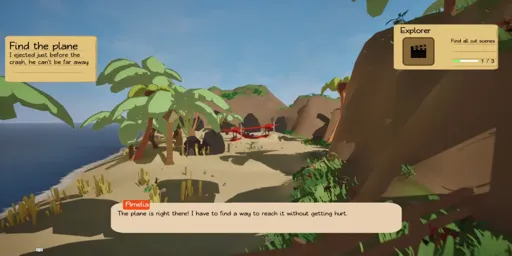 Find the plane
I ejected just before the
crash, he can't be far away.
Explorer
Find all cut scenes
1 / 3
Amelia
The plane is right there! I have to find a way to reach it without getting hurt.